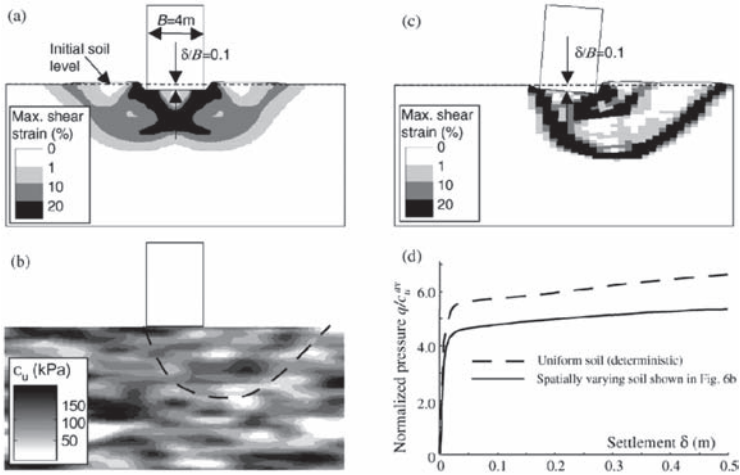 (a)
B=4m
δ/B=0.1
Initial soil
level
Max. shear
strain (%)
0
1
10
20
(c)
δ/B=0.1
Max. shear
strain (%)
0
1
10
20
(b)
c_u (kPa)
150
100
50
(d)
Normalized pressure q/c_u^av
6.0
4.0
2.0
0
Uniform soil (deterministic)
Spatially varying soil shown in Fig. 6b
Settlement δ (m)
0
0.1
0.2
0.3
0.4
0.5